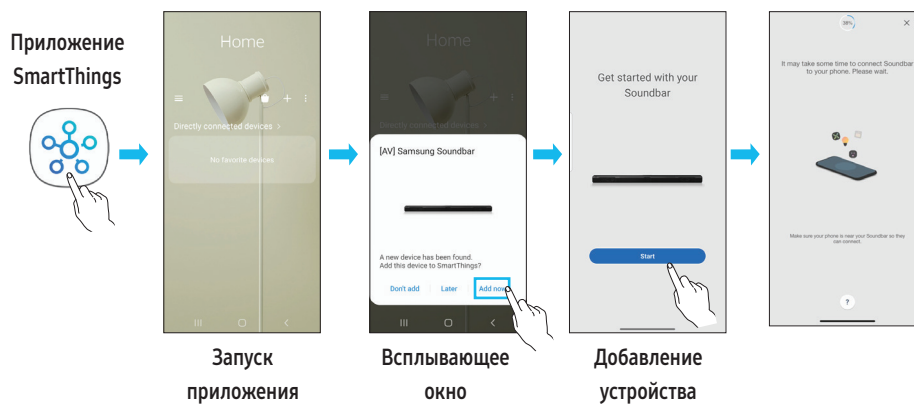 Приложение
SmartThings
Home
Directly connected devices >
No favorite devices
Запуск
приложения
Home
Directly connected devices >
[AV] Samsung Soundbar
A new device has been found.
Add this device to SmartThings?
Don't add
Later
Add now
Всплывающее
окно
Get started with your
Soundbar
Start
Добавление
устройства
38%
It may take some time to connect Soundbar
to your phone. Please wait.
Make sure your phone is near your Soundbar so they
can connect.
?